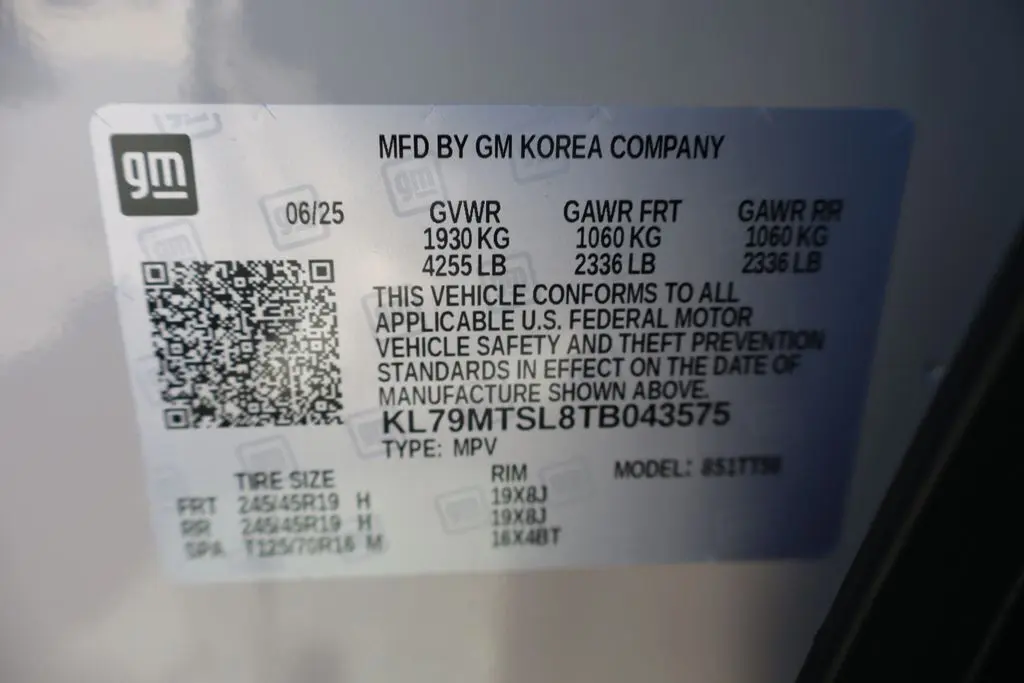 gm
MFD BY GM KOREA COMPANY
06/25 GVWR GAWR FRT GAWR RR
1930 KG 1060 KG 1060 KG
4255 LB 2336 LB 2336 LB
THIS VEHICLE CONFORMS TO ALL
APPLICABLE U.S. FEDERAL MOTOR
VEHICLE SAFETY AND THEFT PREVENTION
STANDARDS IN EFFECT ON THE DATE OF
MANUFACTURE SHOWN ABOVE.
KL79MTSL8TB043575
TYPE: MPV
TIRE SIZE RIM MODEL:
FRT 245/45R19 H 19X8J
RR 245/45R19 H 19X8J
SPA T125/70R16 M 16X4BT